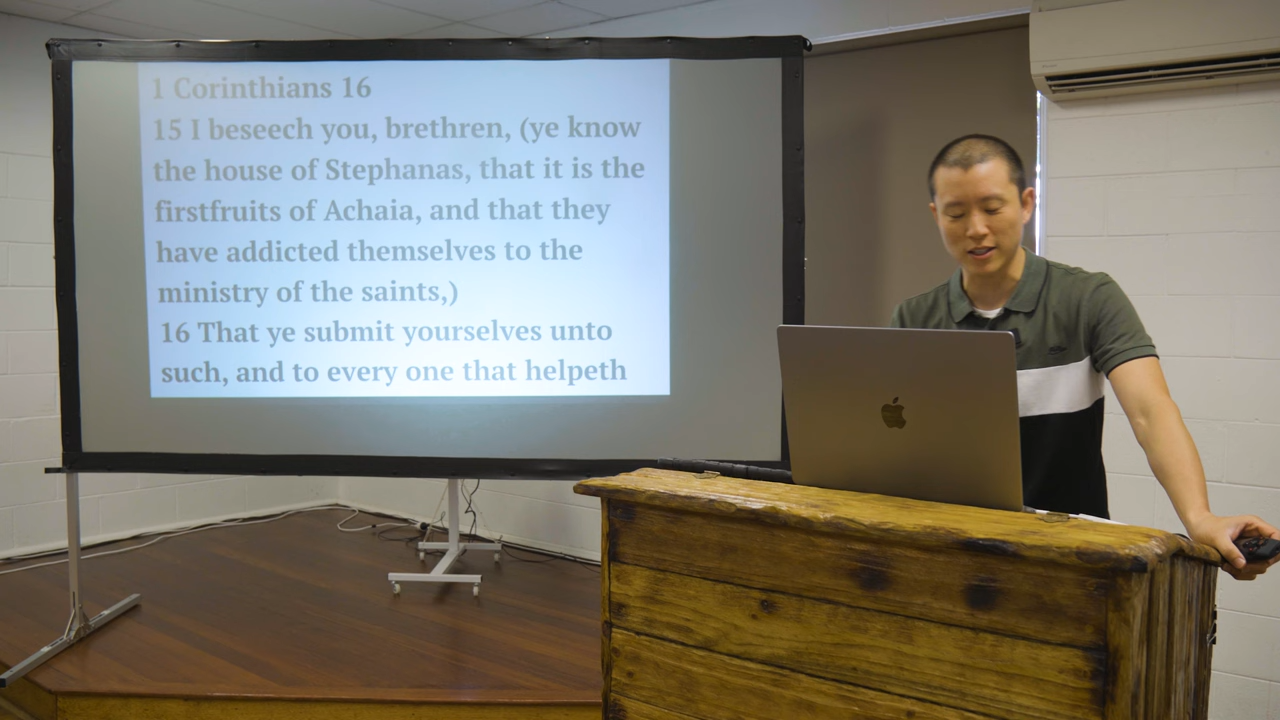 1 Corinthians 16
15 I beseech you, brethren, (ye know
the house of Stephanas, that it is the
firstfruits of Achaia, and that they
have addicted themselves to the
ministry of the saints,)
16 That ye submit yourselves unto
such, and to every one that helpeth